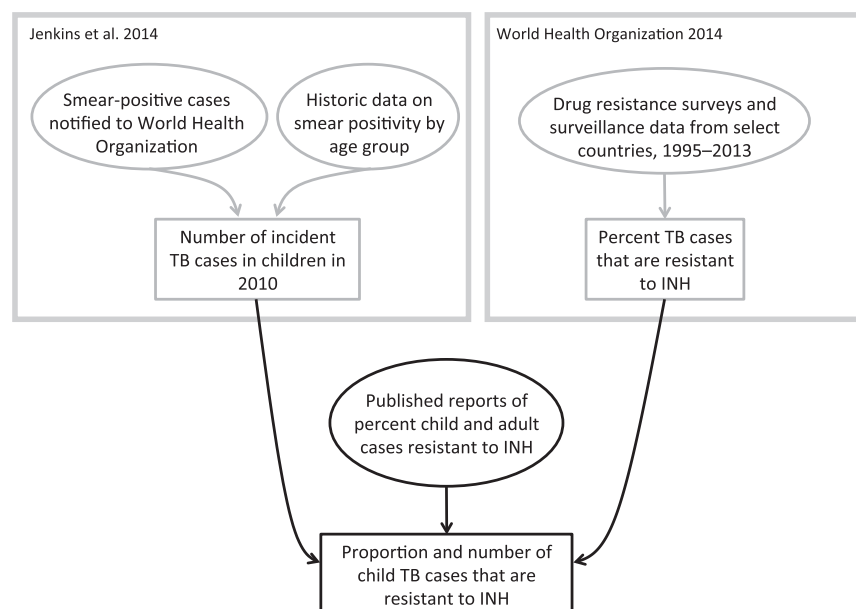 Jenkins et al. 2014
Smear-positive cases
notified to World Health
Organization
Historic data on
smear positivity by
age group
Number of incident
TB cases in children in
2010
World Health Organization 2014
Drug resistance surveys and
surveillance data from select
countries, 1995–2013
Percent TB cases
that are resistant
to INH
Published reports of
percent child and adult
cases resistant to INH
Proportion and number of
child TB cases that are
resistant to INH